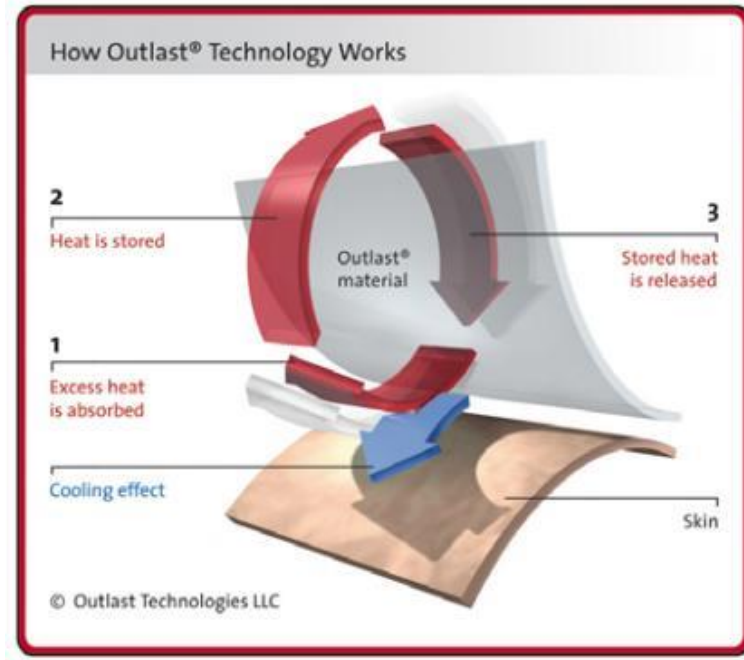 How Outlast® Technology Works
2
Heat is stored
3
Stored heat
is released
Outlast®
material
1
Excess heat
is absorbed
Cooling effect
Skin
© Outlast Technologies LLC